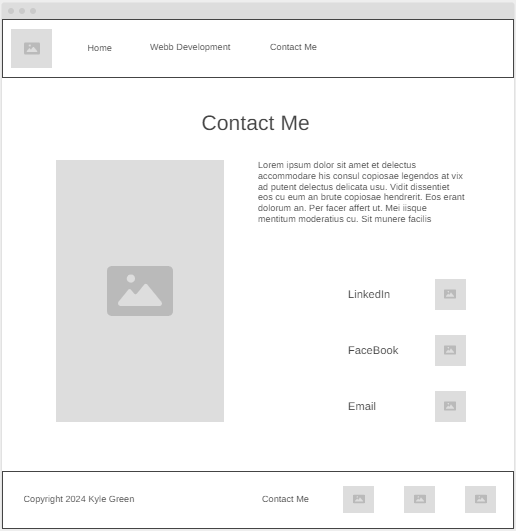 Home
Webb Development
Contact Me
Contact Me
Lorem ipsum dolor sit amet et delectus
accommodare his consul copiosae legendos at vix
ad putent delectus delicata usu. Vidit dissentiet
eos cu eum an brute copiosae hendrerit. Eos erant
dolorum an. Per facer affert ut. Mei iisque
mentitum moderatius cu. Sit munere facilis
LinkedIn
FaceBook
Email
Copyright 2024 Kyle Green
Contact Me